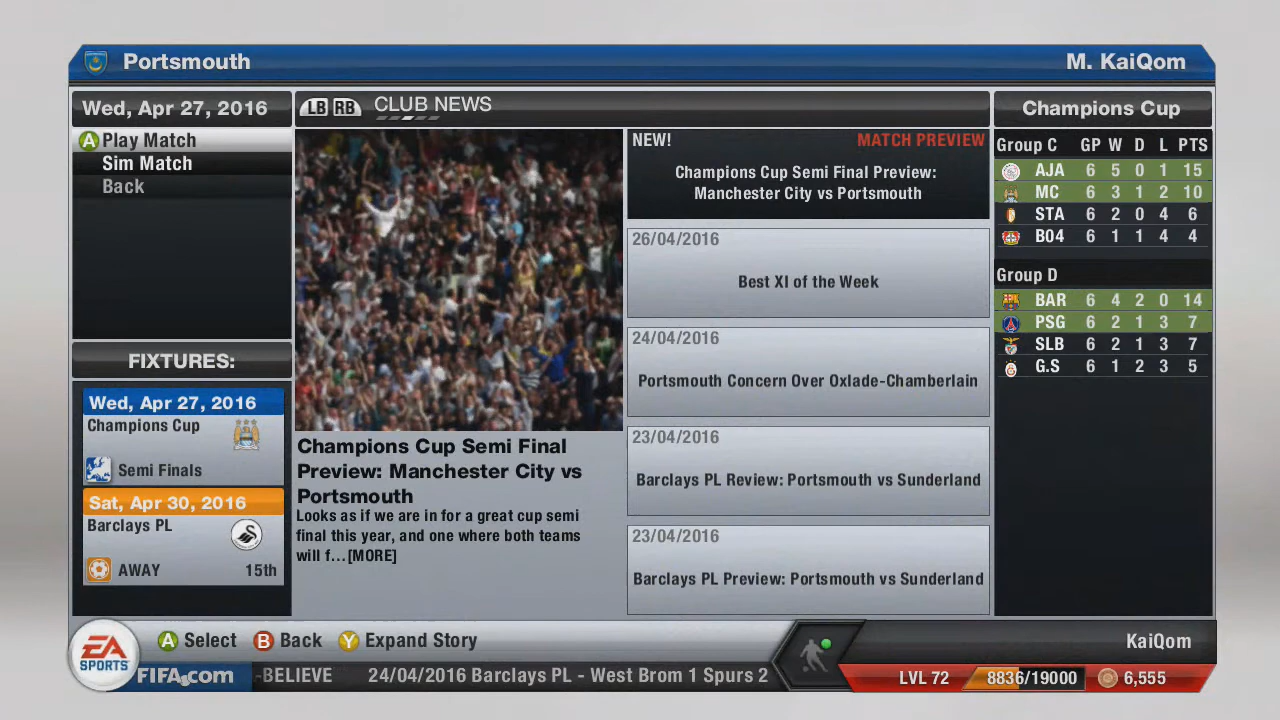 Portsmouth
M. KaiQom
Wed, Apr 27, 2016
A Play Match
Sim Match
Back
FIXTURES:
Wed, Apr 27, 2016
Champions Cup
Semi Finals
Sat, Apr 30, 2016
Barclays PL
AWAY 15th
LB RB CLUB NEWS
Champions Cup Semi Final
Preview: Manchester City vs
Portsmouth
Looks as if we are in for a great cup semi
final this year, and one where both teams
will f...[MORE]
NEW! MATCH PREVIEW
Champions Cup Semi Final Preview:
Manchester City vs Portsmouth
26/04/2016
Best XI of the Week
24/04/2016
Portsmouth Concern Over Oxlade-Chamberlain
23/04/2016
Barclays PL Review: Portsmouth vs Sunderland
23/04/2016
Barclays PL Preview: Portsmouth vs Sunderland
Champions Cup
Group C GP W D L PTS
AJA 6 5 0 1 15
MC 6 3 1 2 10
STA 6 2 0 4 6
B04 6 1 1 4 4
Group D
BAR 6 4 2 0 14
PSG 6 2 1 3 7
SLB 6 2 1 3 7
G.S 6 1 2 3 5
EA SPORTS
A Select B Back Y Expand Story
KaiQom
FIFA.com -BELIEVE 24/04/2016 Barclays PL - West Brom 1 Spurs 2
LVL 72 8836/19000 6,555